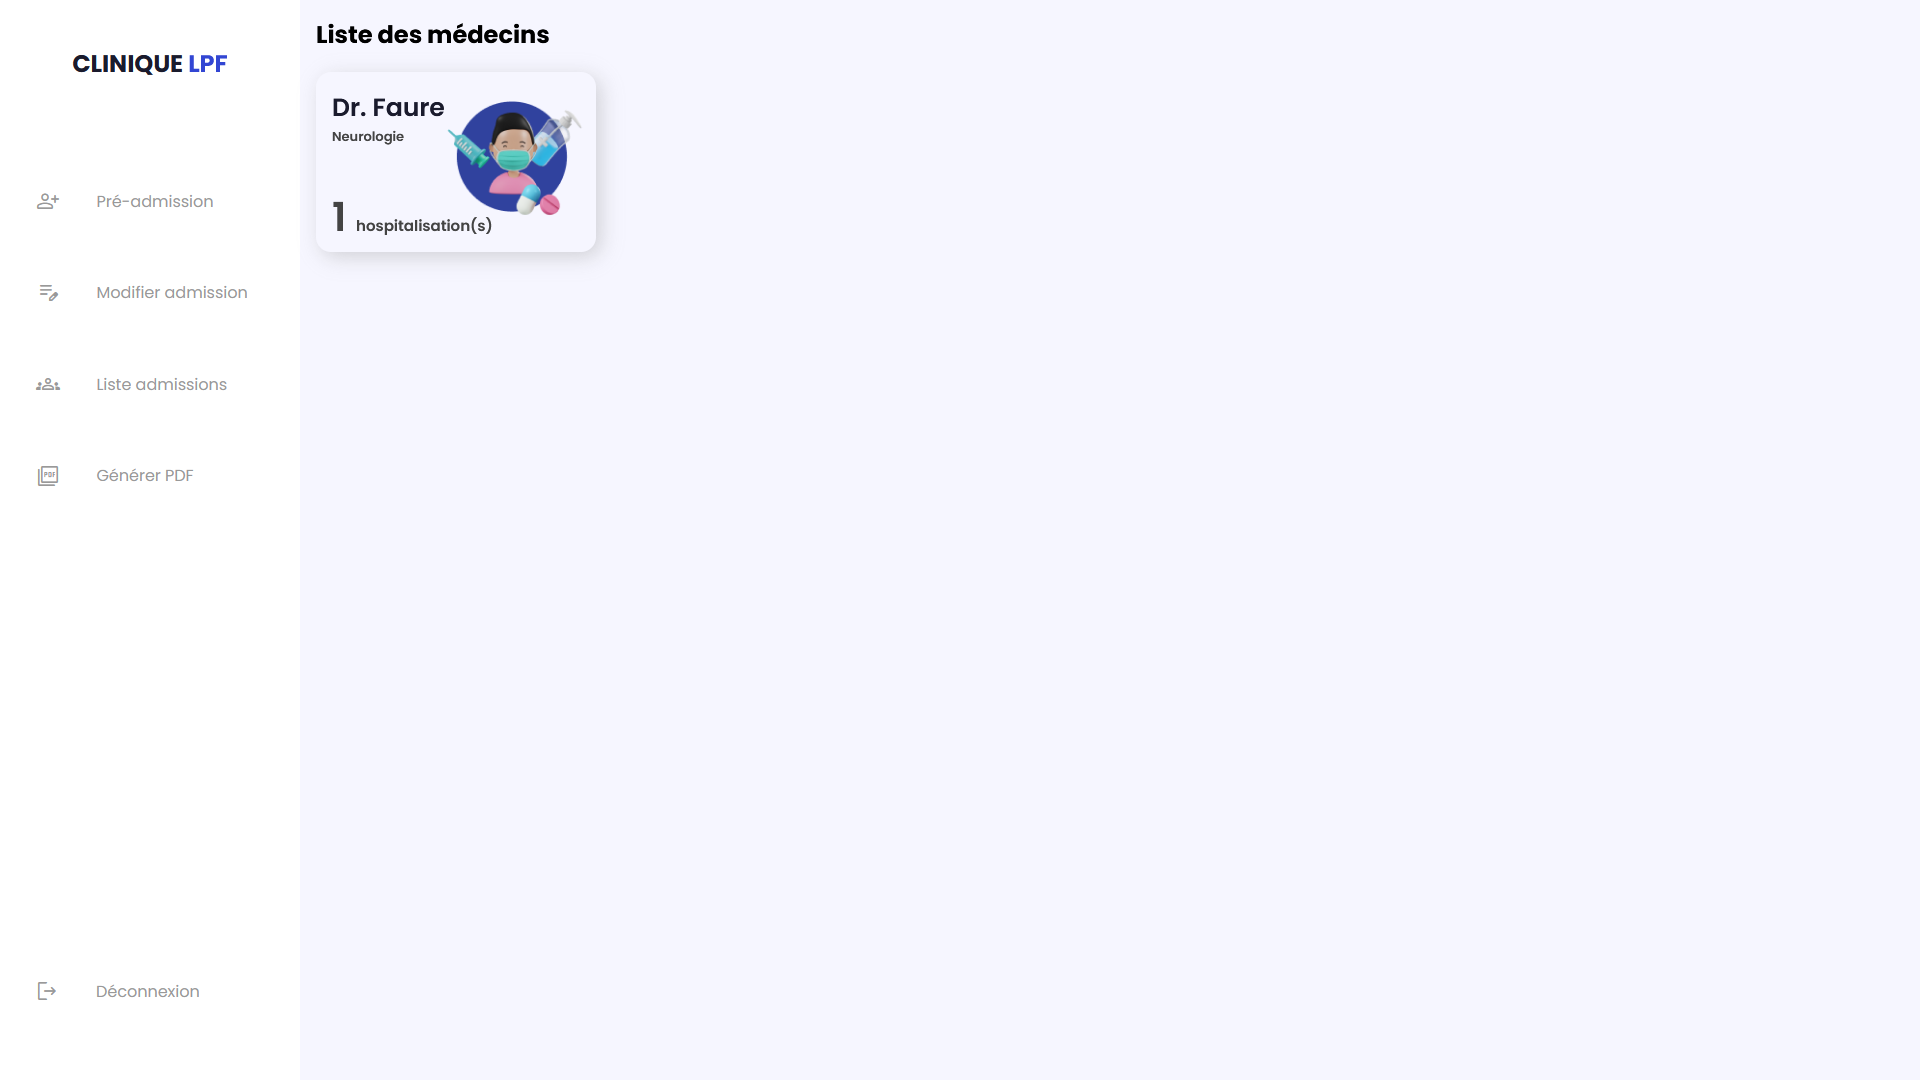 CLINIQUE LPF
Pré-admission
Modifier admission
Liste admissions
PDF
Générer PDF
Déconnexion
Liste des médecins
Dr. Faure
Neurologie
1 hospitalisation(s)